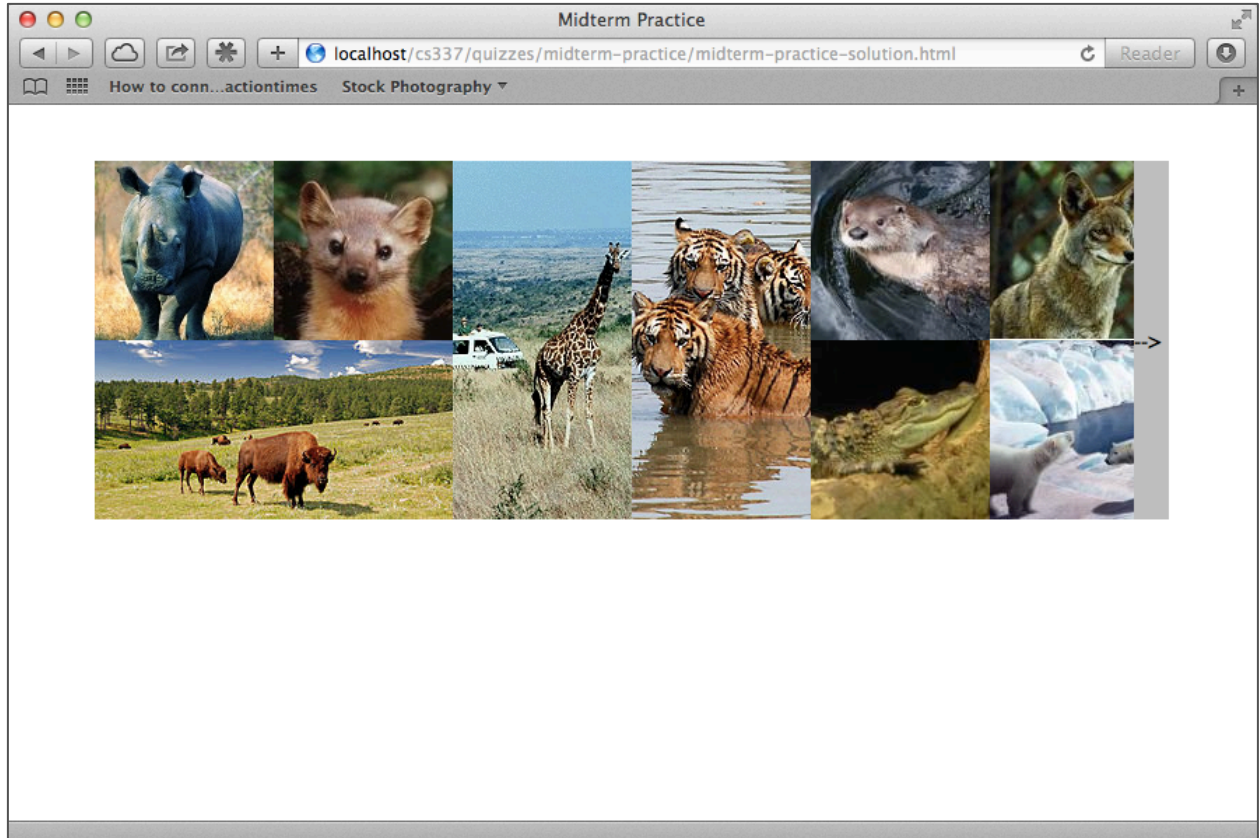 Midterm Practice
localhost/cs337/quizzes/midterm-practice/midterm-practice-solution.html
Reader
How to conn...actiontimes Stock Photography
-->